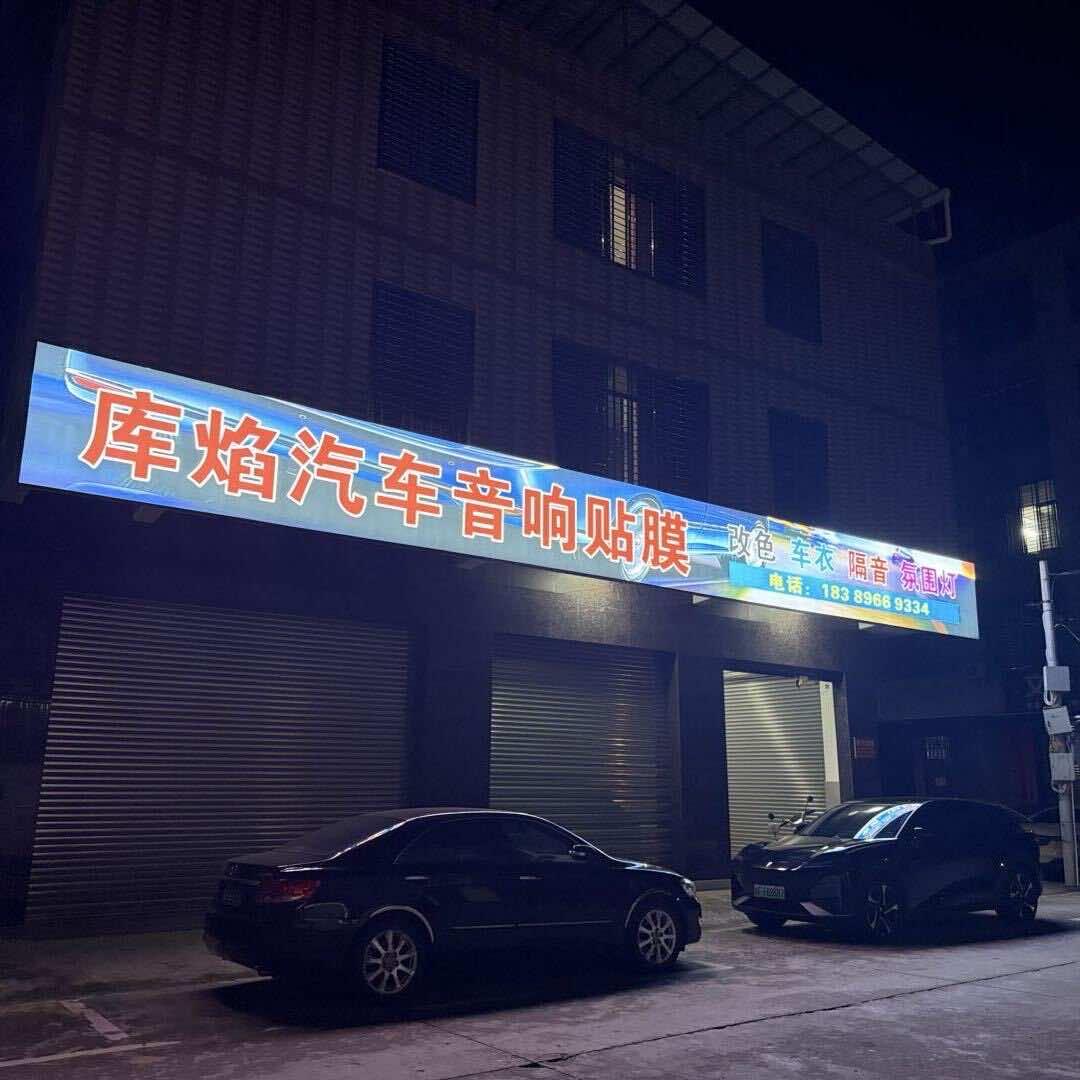 库焰汽车音响贴膜
改色 车衣 隔音 氛围灯
电话：183 8966 9334